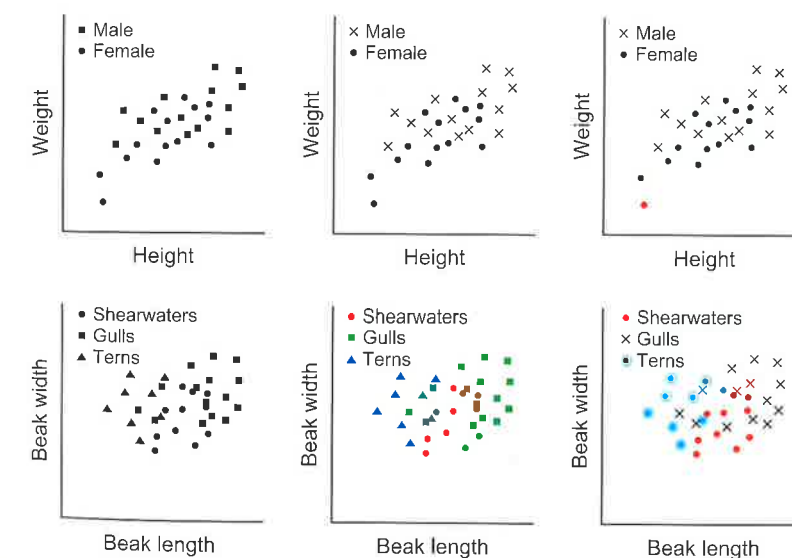 Male
Female
Weight
Height
Male
Female
Weight
Height
Male
Female
Weight
Height
Shearwaters
Gulls
Terns
Beak width
Beak length
Shearwaters
Gulls
Terns
Beak width
Beak length
Shearwaters
Gulls
Terns
Beak width
Beak length